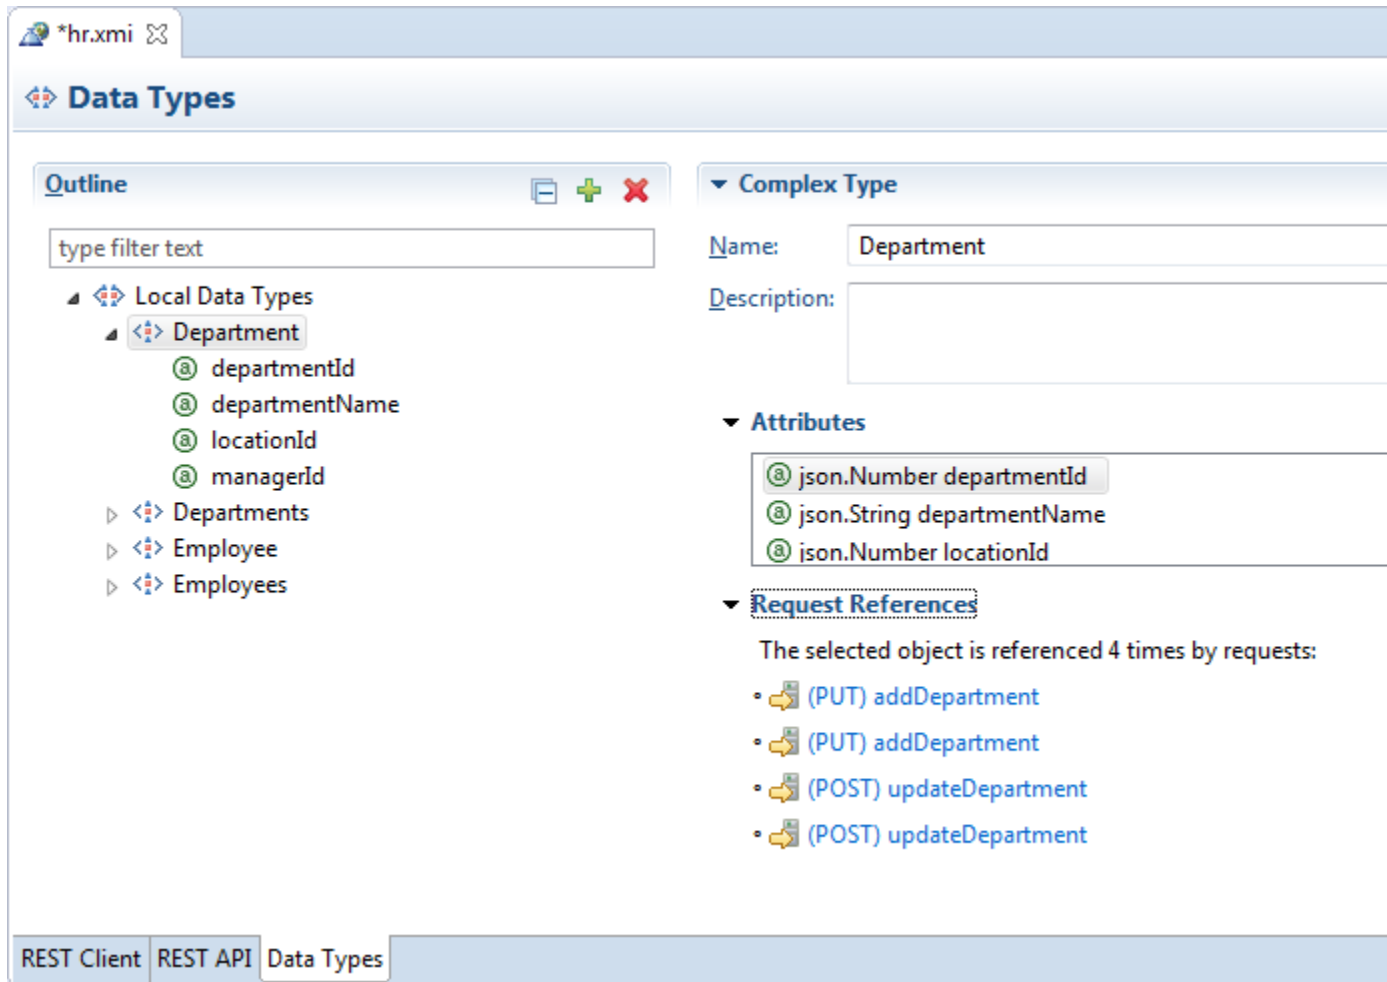 *hr.xmi
Data Types
Outline
type filter text
Local Data Types
Department
departmentId
departmentName
locationId
managerId
Departments
Employee
Employees
Complex Type
Name: Department
Description:
Attributes
json.Number departmentId
json.String departmentName
json.Number locationId
Request References
The selected object is referenced 4 times by requests:
(PUT) addDepartment
(PUT) addDepartment
(POST) updateDepartment
(POST) updateDepartment
REST Client REST API Data Types